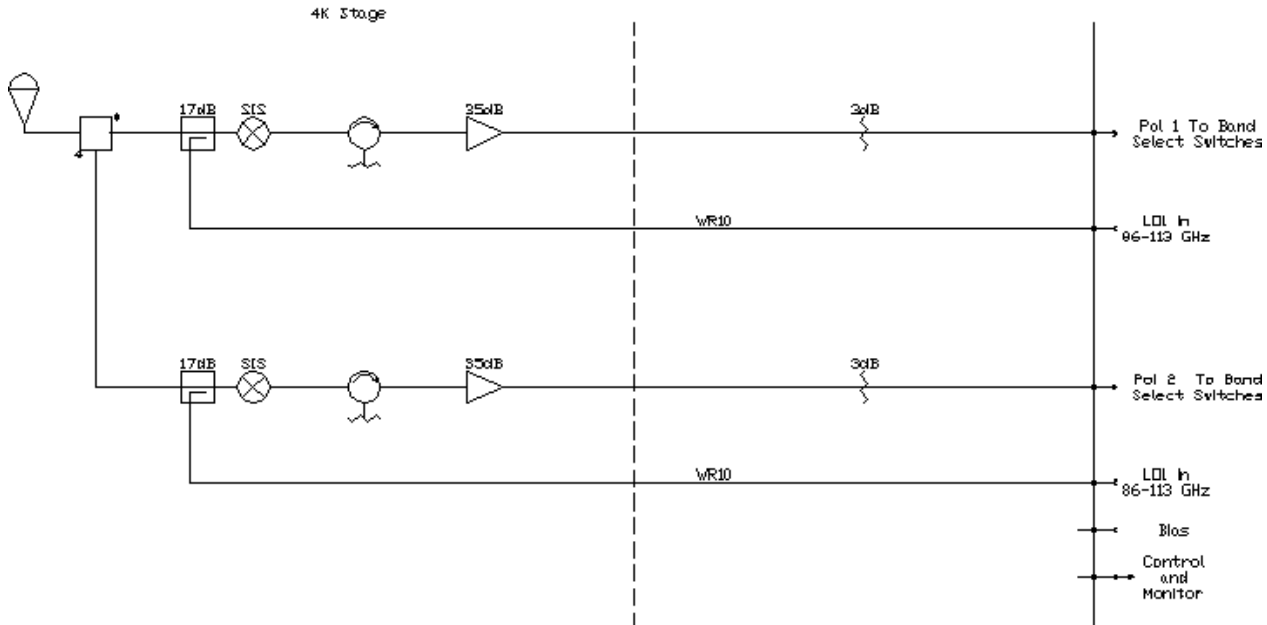 4K Stage
17dB
SIS
35dB
3dB
Pol 1 To Band
Select Switches
WR10
LO1 In
86-113 GHz
17dB
SIS
35dB
3dB
Pol 2 To Band
Select Switches
WR10
LO1 In
86-113 GHz
Bias
Control
and
Monitor